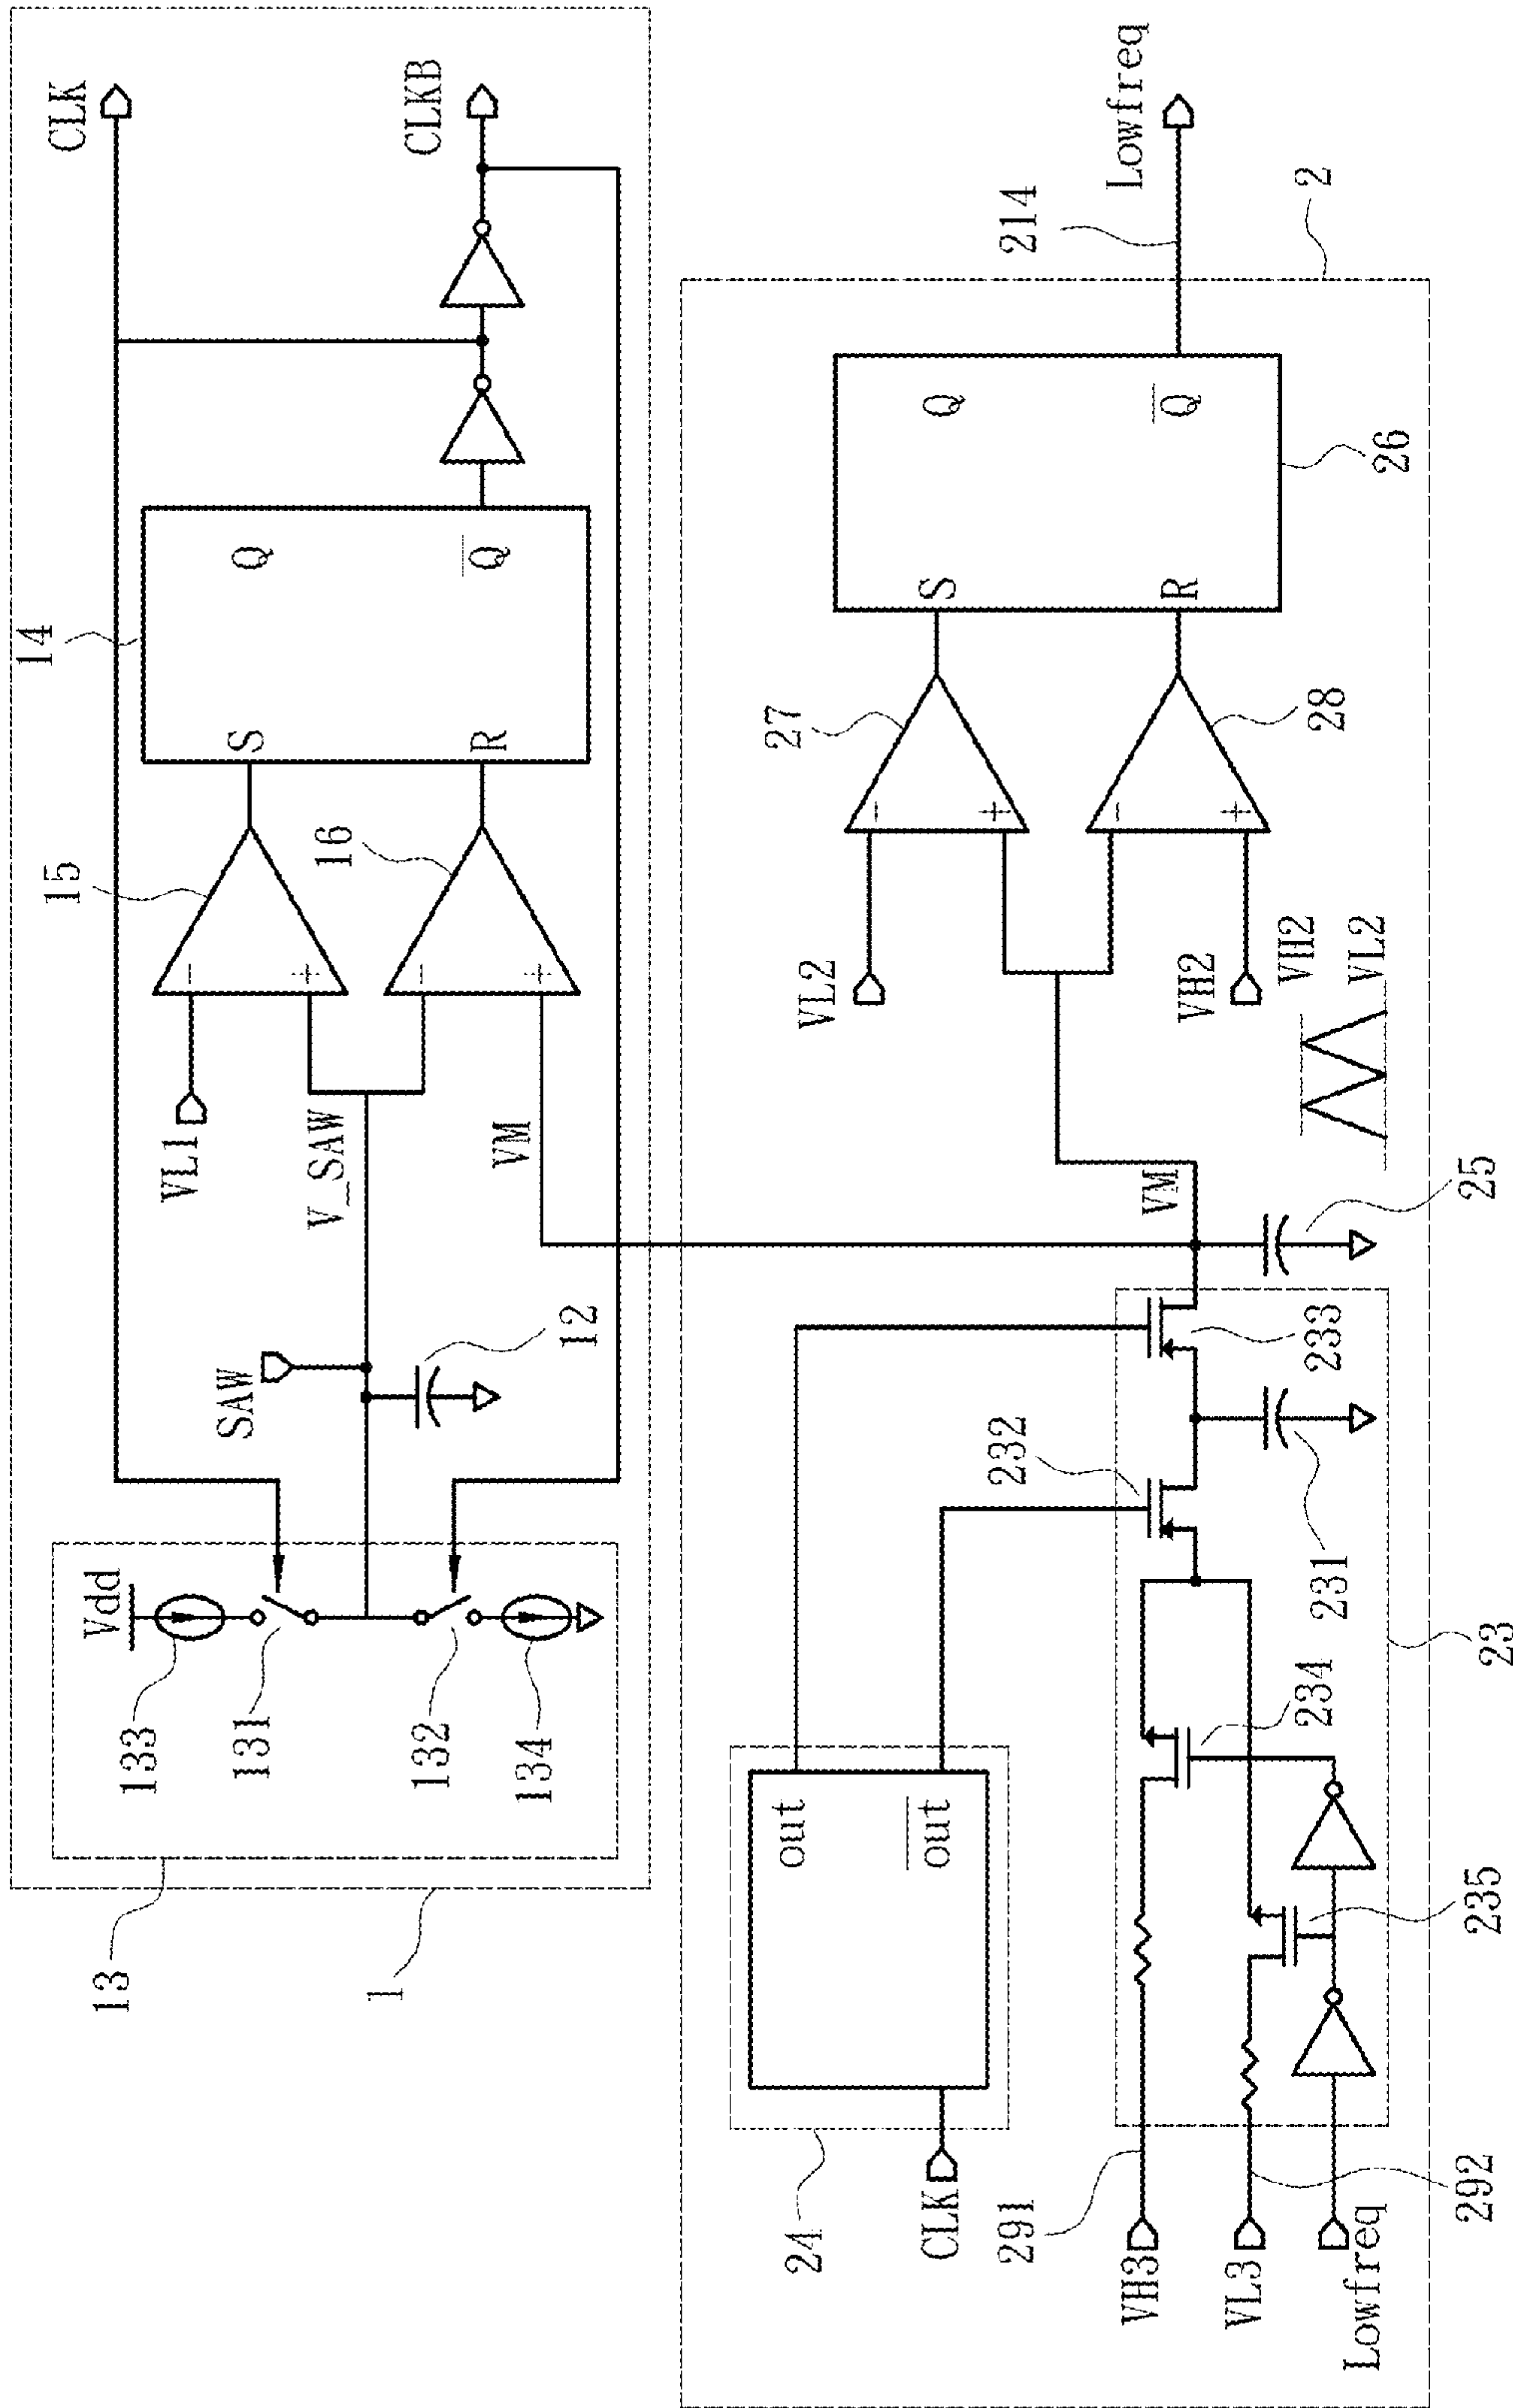 CLK
CLKB
14
S
R
Q
Q
15
16
VL1
V_SAW
VM
SAW
12
Vdd
133
131
132
134
13
1
Lowfreq
214
2
Q
Q
26
S
R
27
28
VL2
VH2
VH2
VL2
VM
25
233
232
231
23
234
235
out
out
24
CLK
291
VH3
292
VL3
Lowfreq